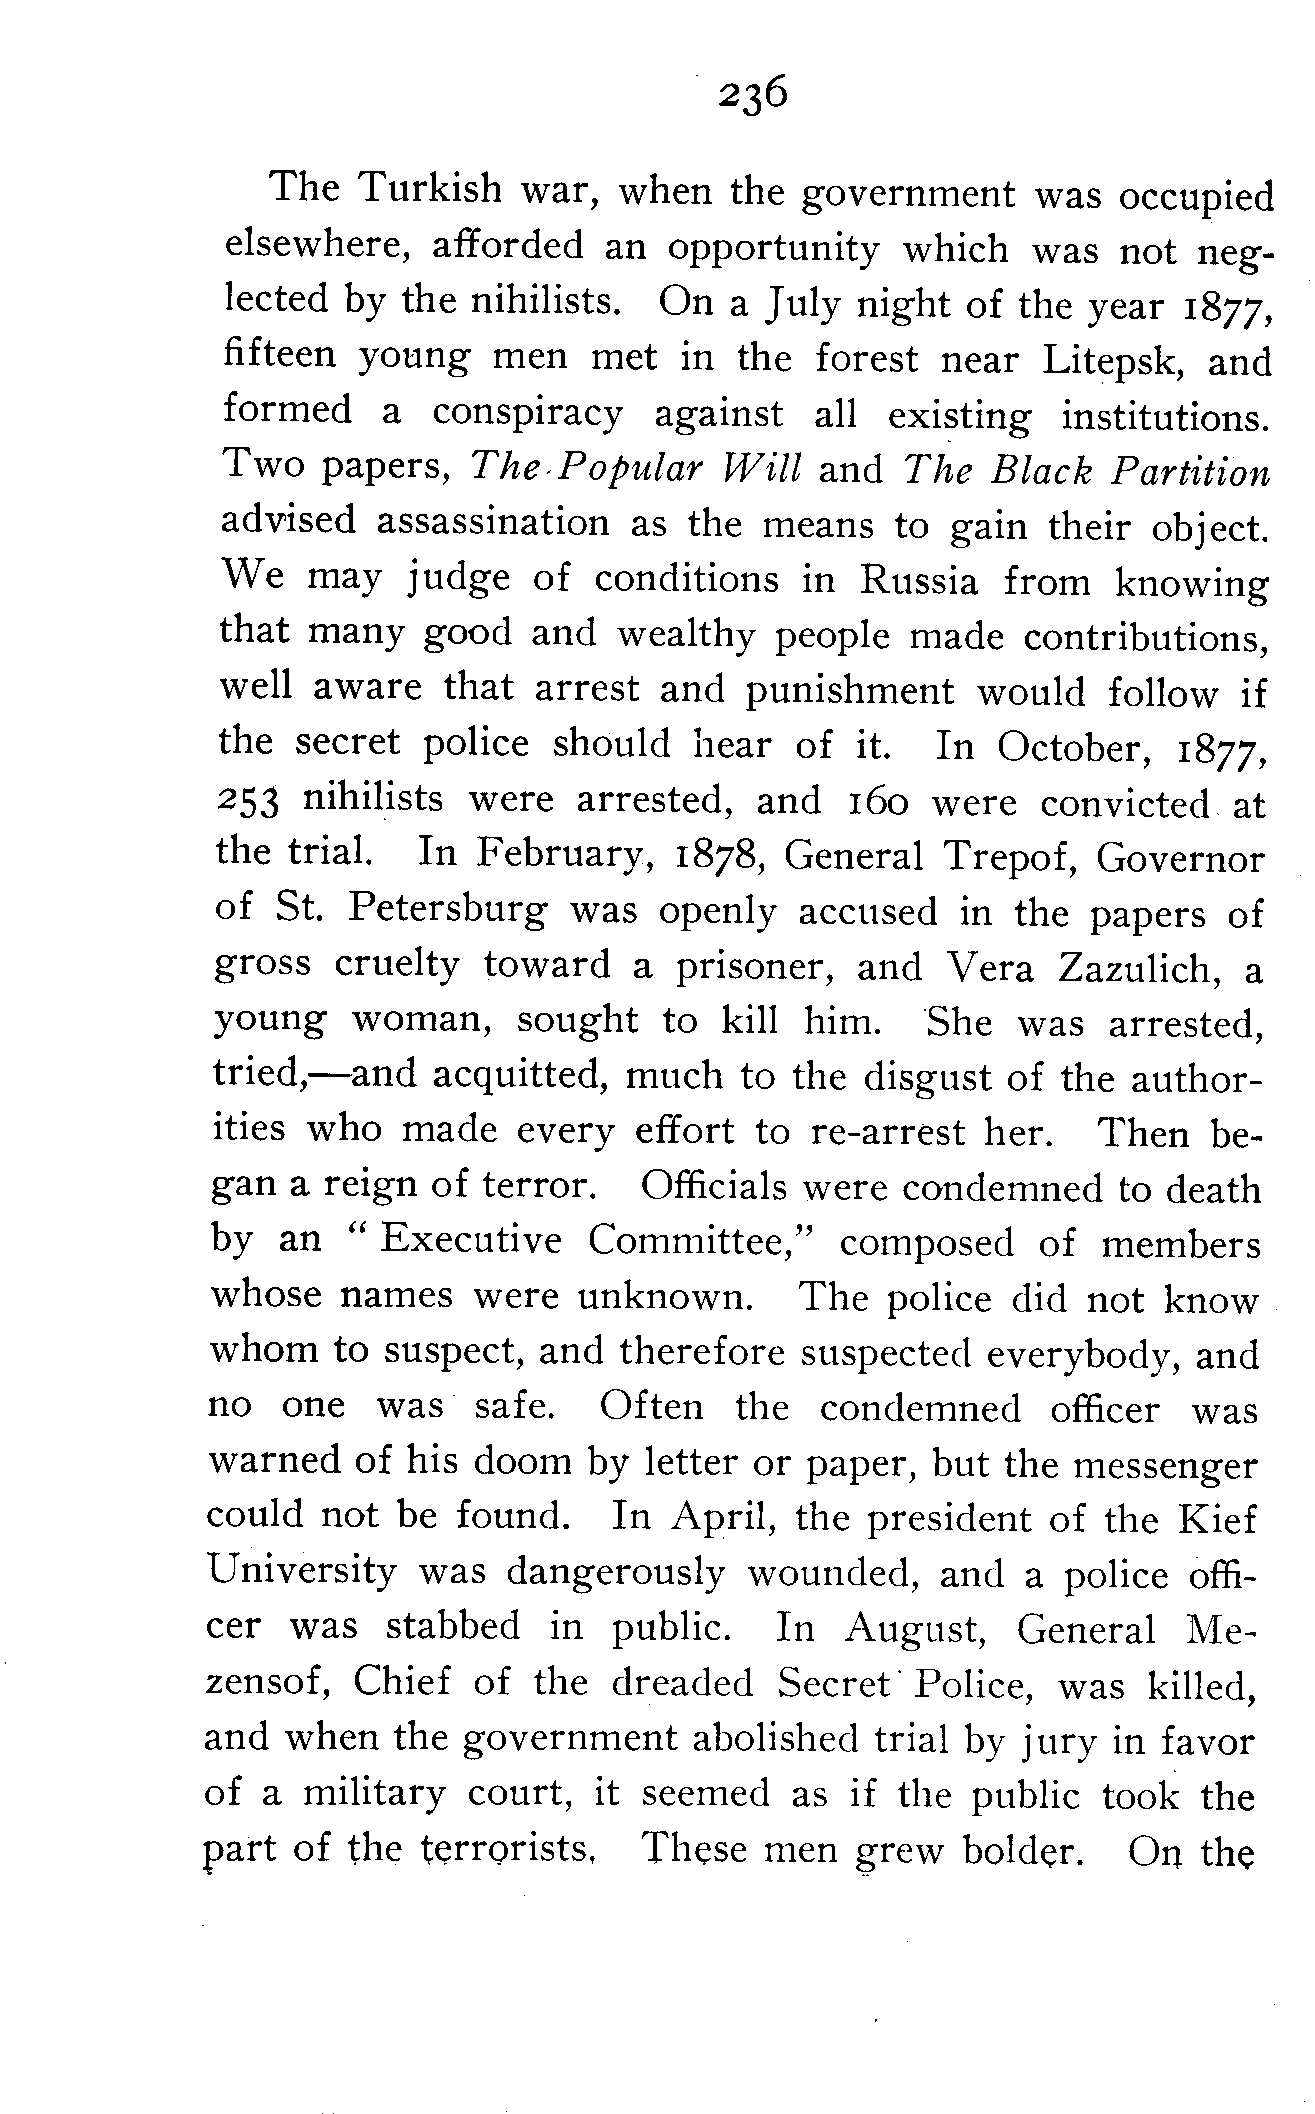 236
The Turkish war, when the government was occupied
elsewhere, afforded an opportunity which was not neg-
lected by the nihilists. On a July night of the year 1877,
fifteen young men met in the forest near Litepsk, and
formed a conspiracy against all existing institutions.
Two papers, The Popular Will and The Black Partition
advised assassination as the means to gain their object.
We may judge of conditions in Russia from knowing
that many good and wealthy people made contributions,
well aware that arrest and punishment would follow if
the secret police should hear of it. In October, 1877,
253 nihilists were arrested, and 160 were convicted at
the trial. In February, 1878, General Trepof, Governor
of St. Petersburg was openly accused in the papers of
gross cruelty toward a prisoner, and Vera Zazulich, a
young woman, sought to kill him. She was arrested,
tried,—and acquitted, much to the disgust of the author-
ities who made every effort to re-arrest her. Then be-
gan a reign of terror. Officials were condemned to death
by an " Executive Committee," composed of members
whose names were unknown. The police did not know
whom to suspect, and therefore suspected everybody, and
no one was safe. Often the condemned officer was
warned of his doom by letter or paper, but the messenger
could not be found. In April, the president of the Kief
University was dangerously wounded, and a police offi-
cer was stabbed in public. In August, General Me-
zensof, Chief of the dreaded Secret Police, was killed,
and when the government abolished trial by jury in favor
of a military court, it seemed as if the public took the
part of the terrorists. These men grew bolder. On the